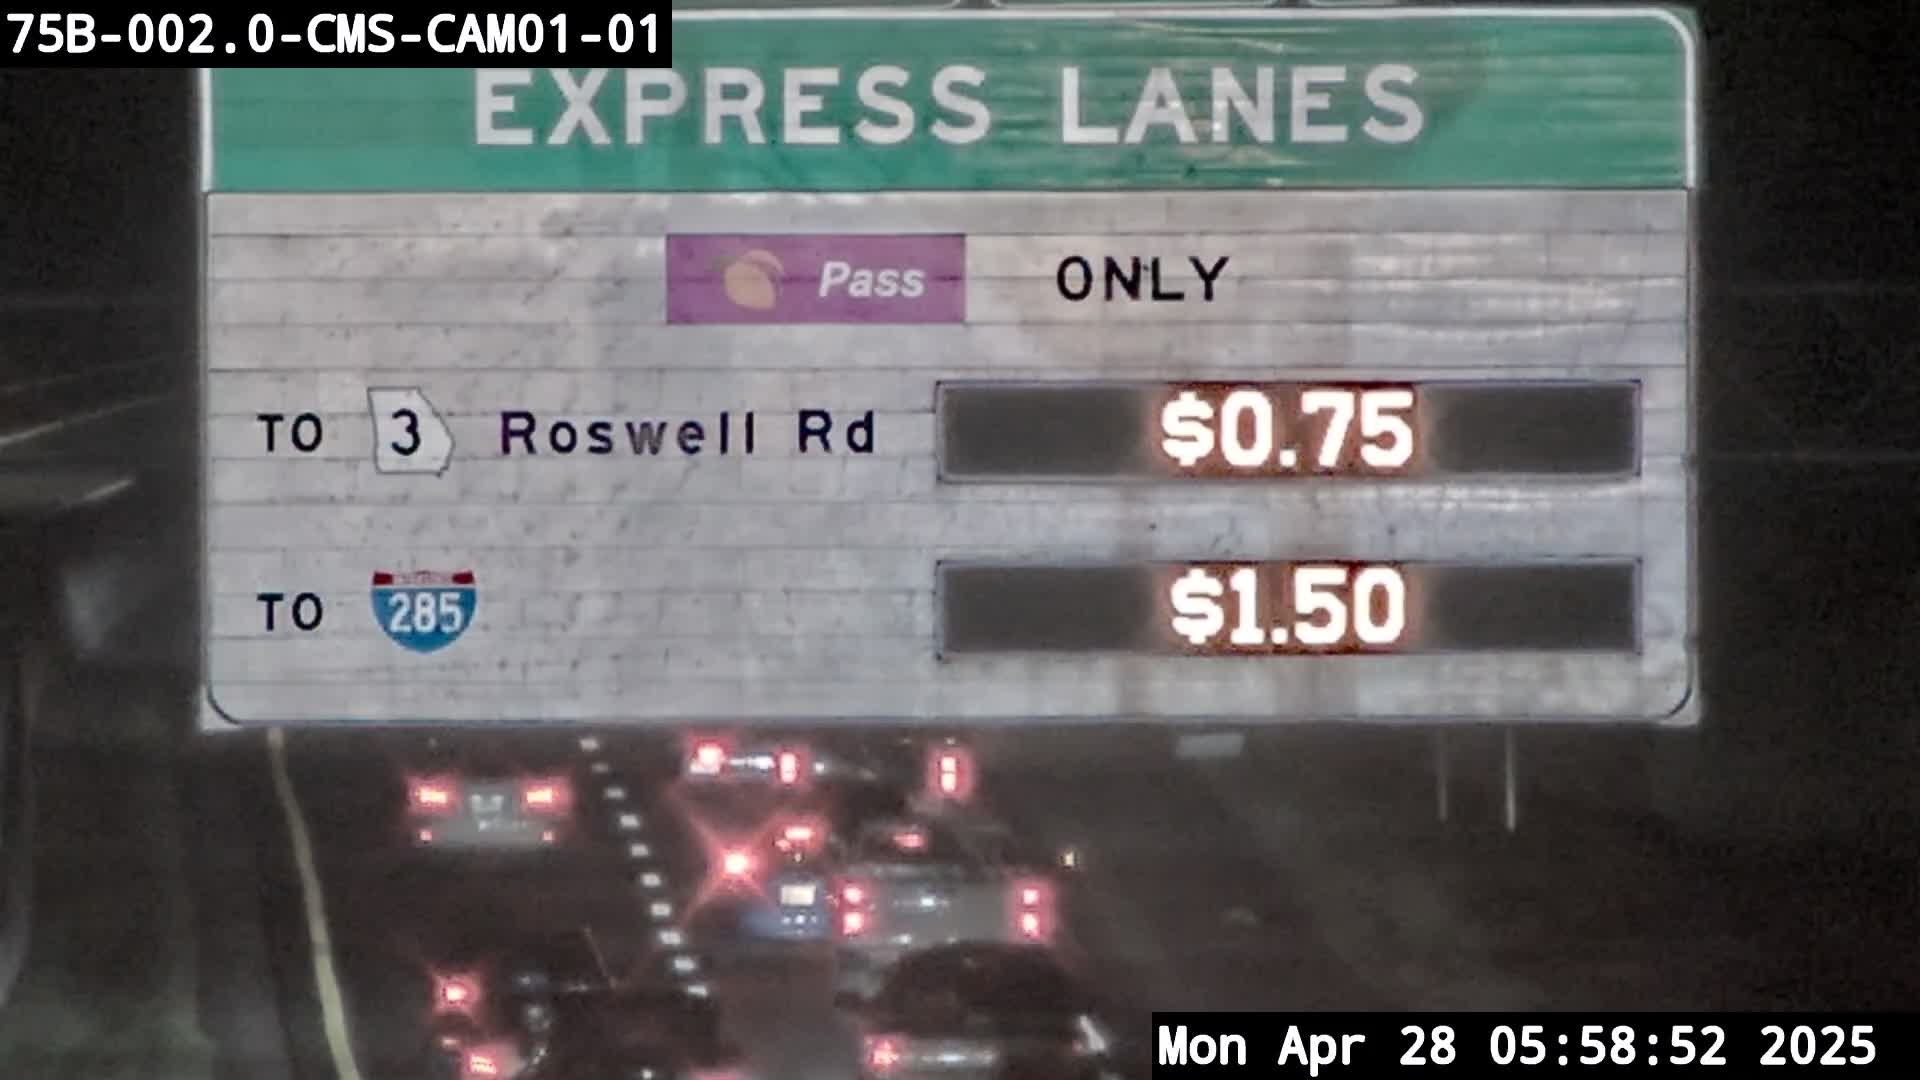 75B-002.0-CMS-CAM01-01
EXPRESS LANES
Pass ONLY
TO 3 Roswell Rd $0.75
TO 285 $1.50
Mon Apr 28 05:58:52 2025